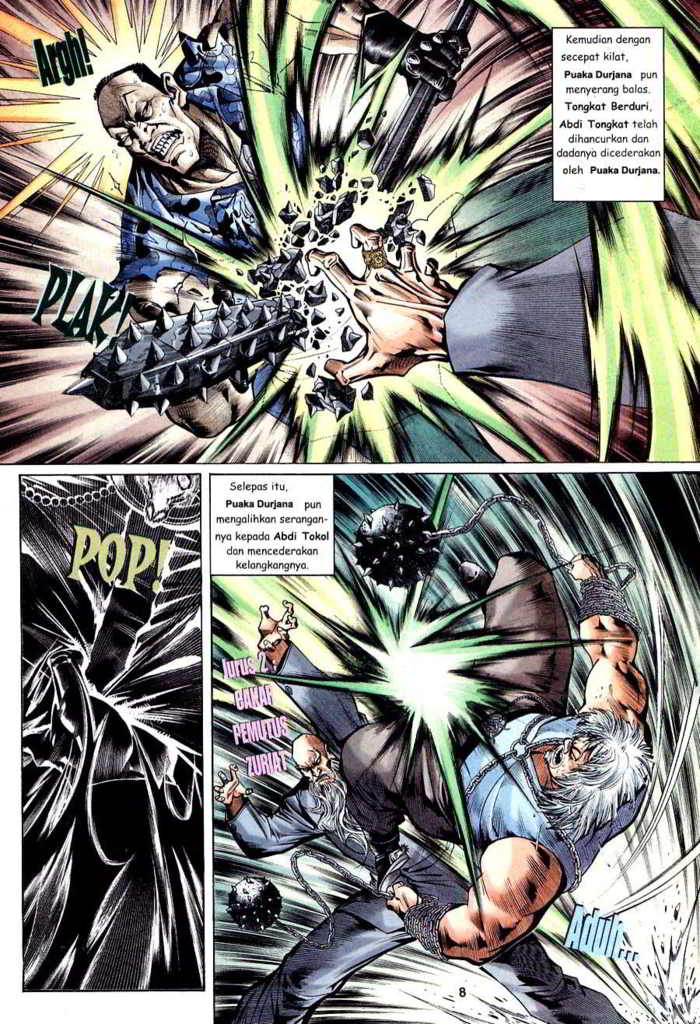 Argh!
Kemudian dengan
secepat kilat,
Puaka Durjana pun
menyerang balas.
Tongkat Berduri,
Abdi Tongkat telah
dihancurkan dan
dadanya dicederakan
oleh Puaka Durjana.
PLAK!
POP!
Selepas itu,
Puaka Durjana pun
mengalihkan serangan-
nya kepada Abdi Tokol
dan mencederakan
kelangkangnya.
Jurus 2,
CAKAR
PEMUTUS
ZURIAT
Aduh...
8